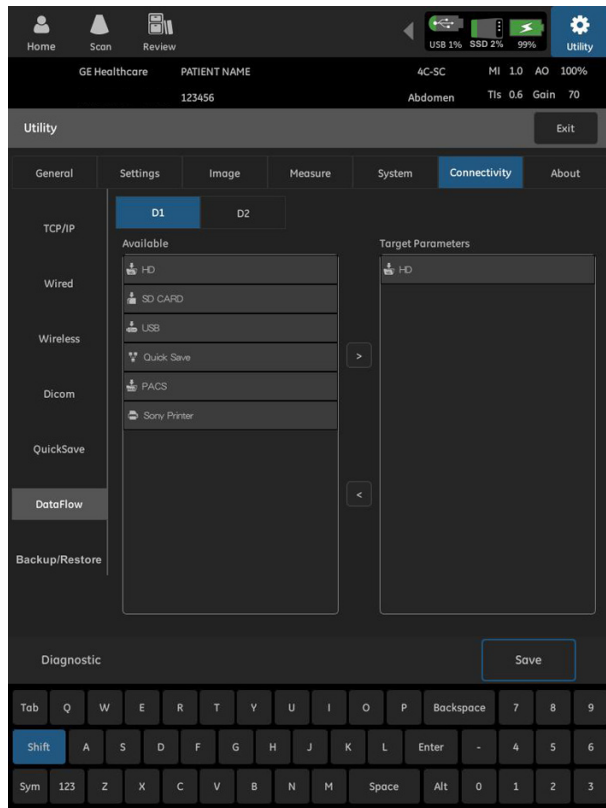 Home Scan Review USB 1% SSD 2% 99% Utility
GE Healthcare PATIENT NAME 4C-SC MI 1.0 AO 100%
123456 Abdomen TIs 0.6 Gain 70
Utility Exit
General Settings Image Measure System Connectivity About
TCP/IP
Wired
Wireless
Dicom
QuickSave
DataFlow
Backup/Restore
D1 D2
Available
HD
SD CARD
USB
Quick Save
PACS
Sony Printer
>
<
Target Parameters
HD
Diagnostic Save
Tab Q W E R T Y U I O P Backspace 7 8 9
Shift A S D F G H J K L Enter - 4 5 6
Sym 123 Z X C V B N M Space Alt 0 1 2 3